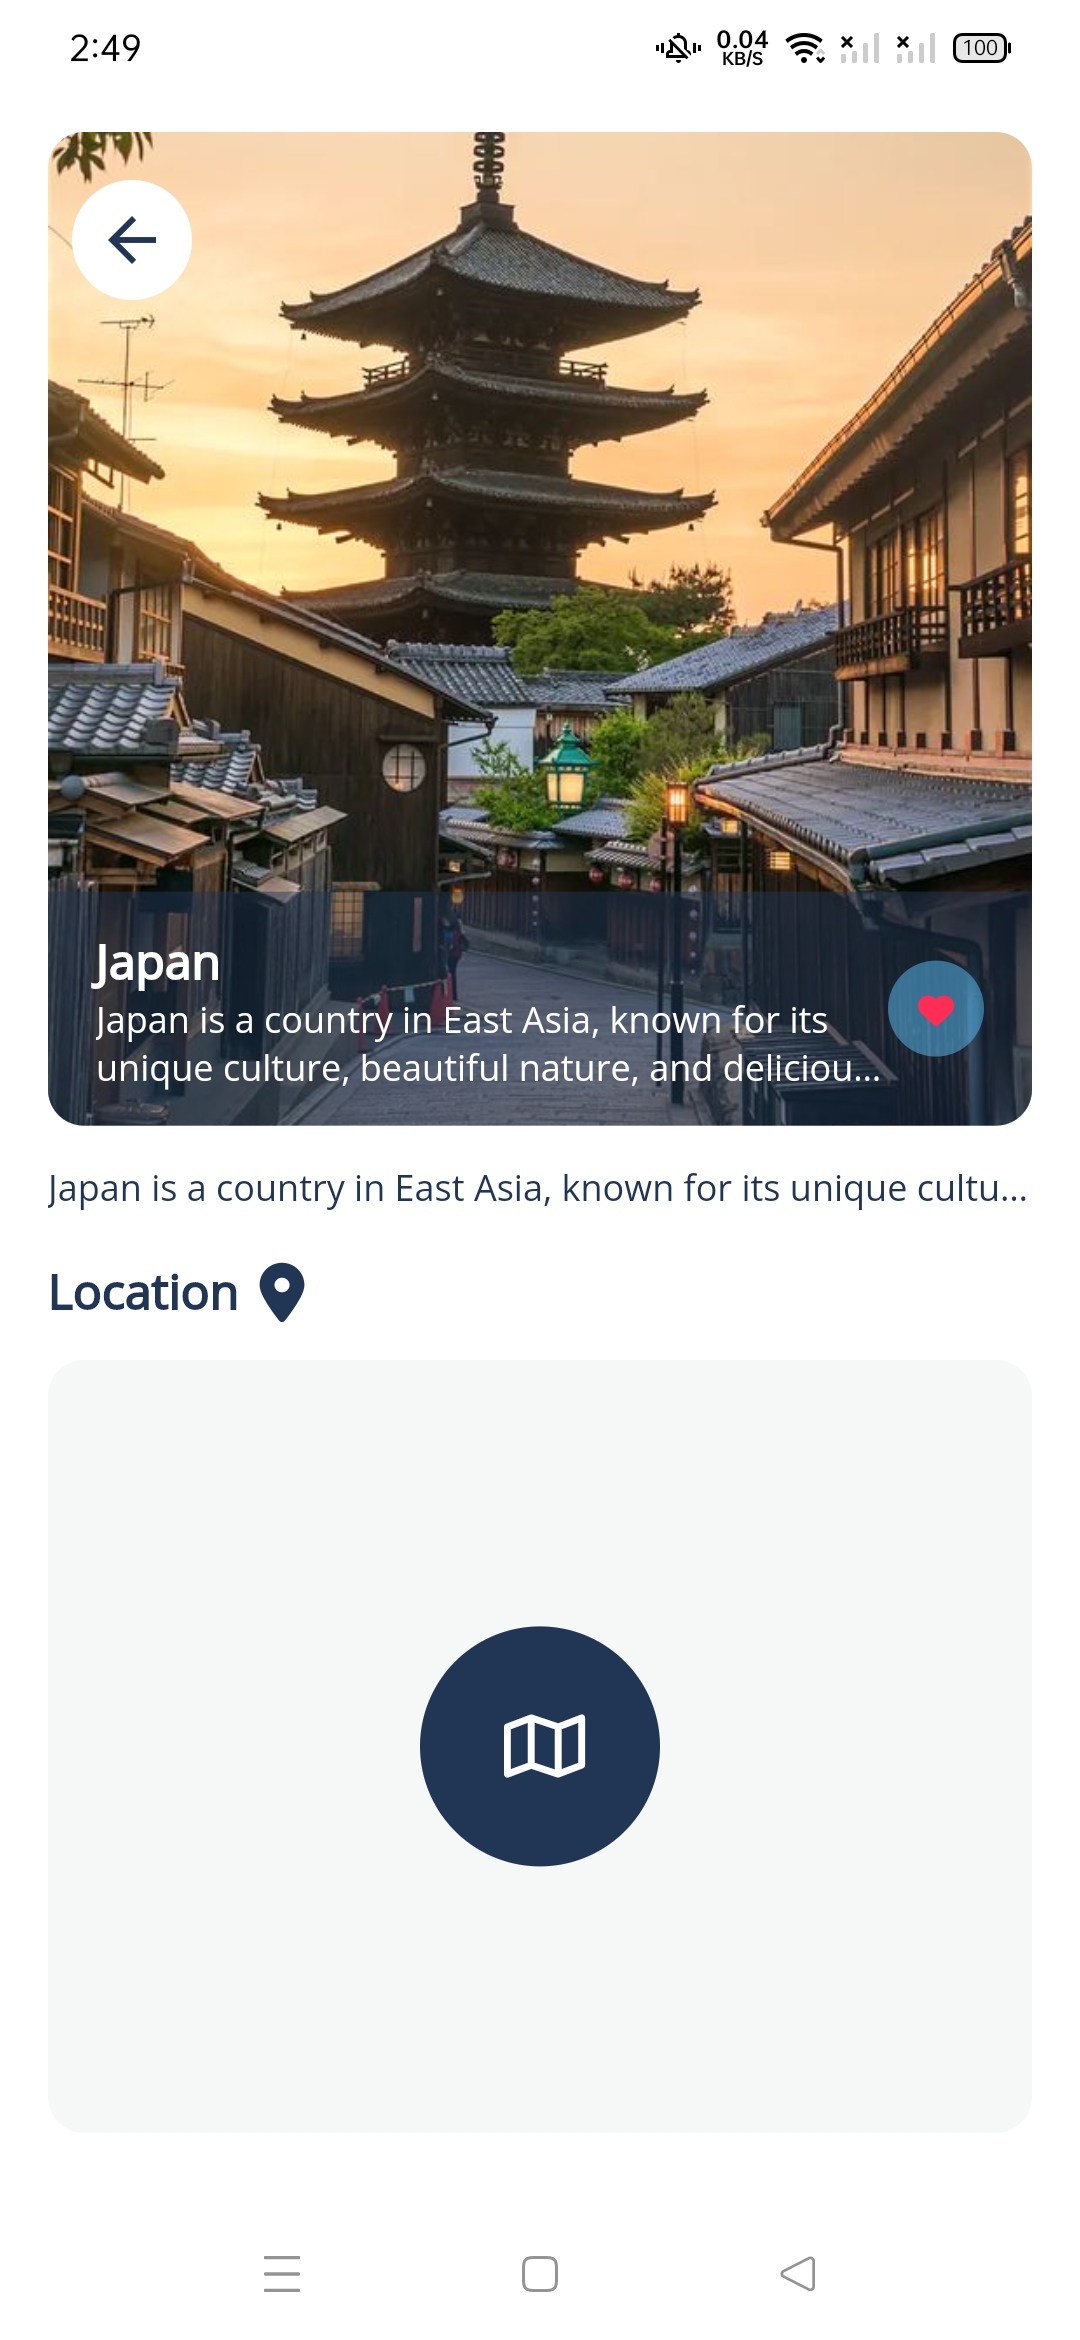 2:49
0.04
KB/S
100
Japan
Japan is a country in East Asia, known for its
unique culture, beautiful nature, and deliciou...
Japan is a country in East Asia, known for its unique cultu...
Location